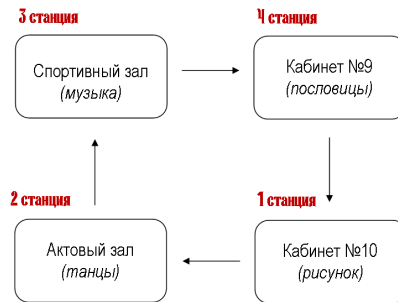 3 станция
Спортивный зал
(музыка)
4 станция
Кабинет №9
(пословицы)
2 станция
Актовый зал
(танцы)
1 станция
Кабинет №10
(рисунок)